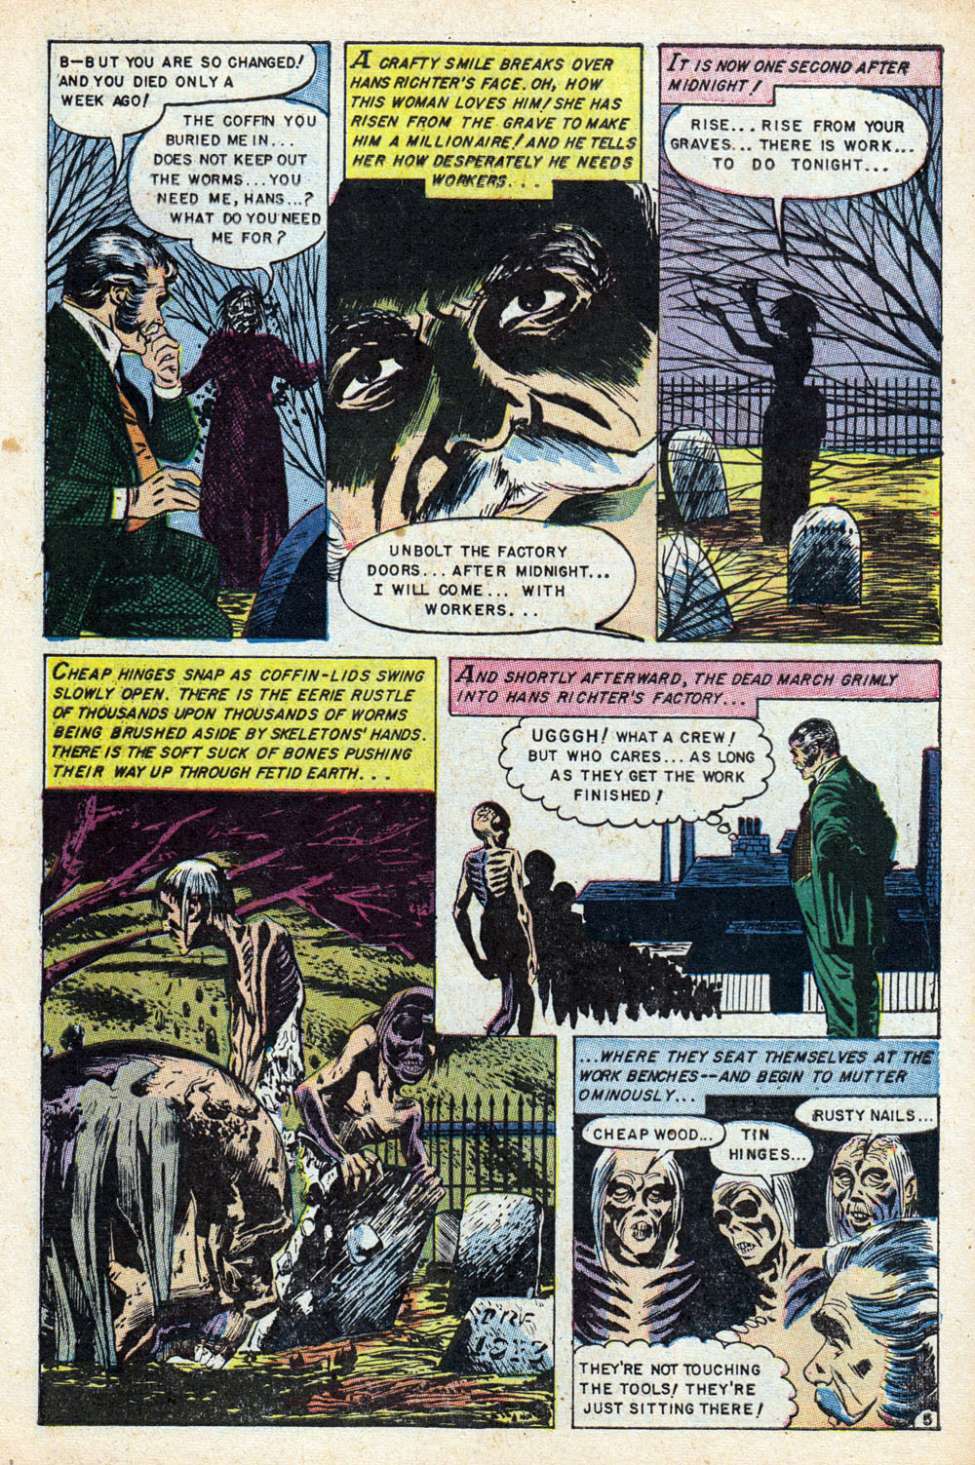 B—BUT YOU ARE SO CHANGED!
AND YOU DIED ONLY A
WEEK AGO!
THE COFFIN YOU
BURIED ME IN...
DOES NOT KEEP OUT
THE WORMS...YOU
NEED ME, HANS...?
WHAT DO YOU NEED
ME FOR?
A CRAFTY SMILE BREAKS OVER
HANS RICHTER'S FACE. OH, HOW
THIS WOMAN LOVES HIM! SHE HAS
RISEN FROM THE GRAVE TO MAKE
HIM A MILLIONAIRE! AND HE TELLS
HER HOW DESPERATELY HE NEEDS
WORKERS...
UNBOLT THE FACTORY
DOORS... AFTER MIDNIGHT...
I WILL COME... WITH
WORKERS...
IT IS NOW ONE SECOND AFTER
MIDNIGHT!
RISE... RISE FROM YOUR
GRAVES... THERE IS WORK...
TO DO TONIGHT...
CHEAP HINGES SNAP AS COFFIN-LIDS SWING
SLOWLY OPEN. THERE IS THE EERIE RUSTLE
OF THOUSANDS UPON THOUSANDS OF WORMS
BEING BRUSHED ASIDE BY SKELETONS' HANDS.
THERE IS THE SOFT SUCK OF BONES PUSHING
THEIR WAY UP THROUGH FETID EARTH...
AND SHORTLY AFTERWARD, THE DEAD MARCH GRIMLY
INTO HANS RICHTER'S FACTORY...
UGGGH! WHAT A CREW!
BUT WHO CARES... AS LONG
AS THEY GET THE WORK
FINISHED!
...WHERE THEY SEAT THEMSELVES AT THE
WORK BENCHES--AND BEGIN TO MUTTER
OMINOUSLY...
CHEAP WOOD...
TIN
HINGES...
RUSTY NAILS...
THEY'RE NOT TOUCHING
THE TOOLS! THEY'RE
JUST SITTING THERE!
5